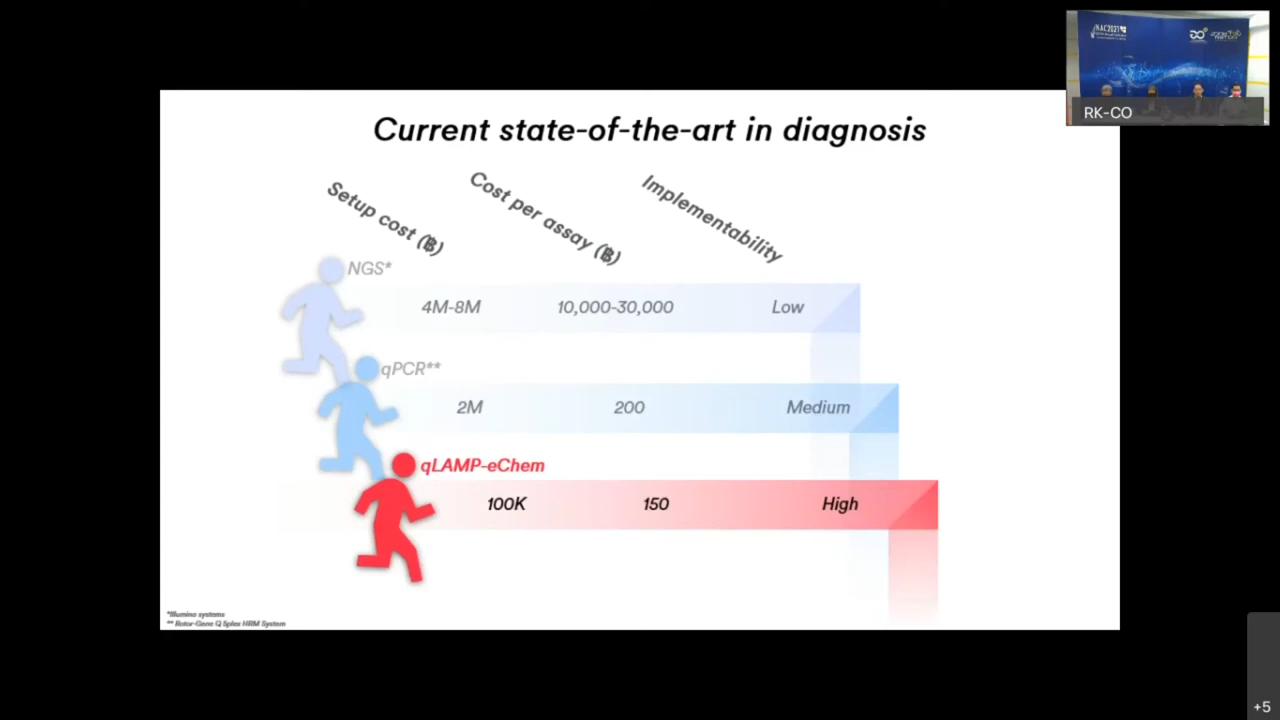 NAC2021
RK-CO
Current state-of-the-art in diagnosis
Setup cost (฿)
Cost per assay (฿)
Implementability
NGS*
4M-8M
10,000-30,000
Low
qPCR**
2M
200
Medium
qLAMP-eChem
100K
150
High
*Illumina systems
** Rotor-Gene Q 5plex HRM System
+5